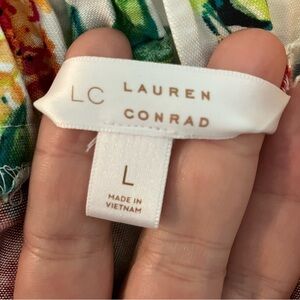 LC LAUREN
CONRAD
L
MADE IN
VIETNAM